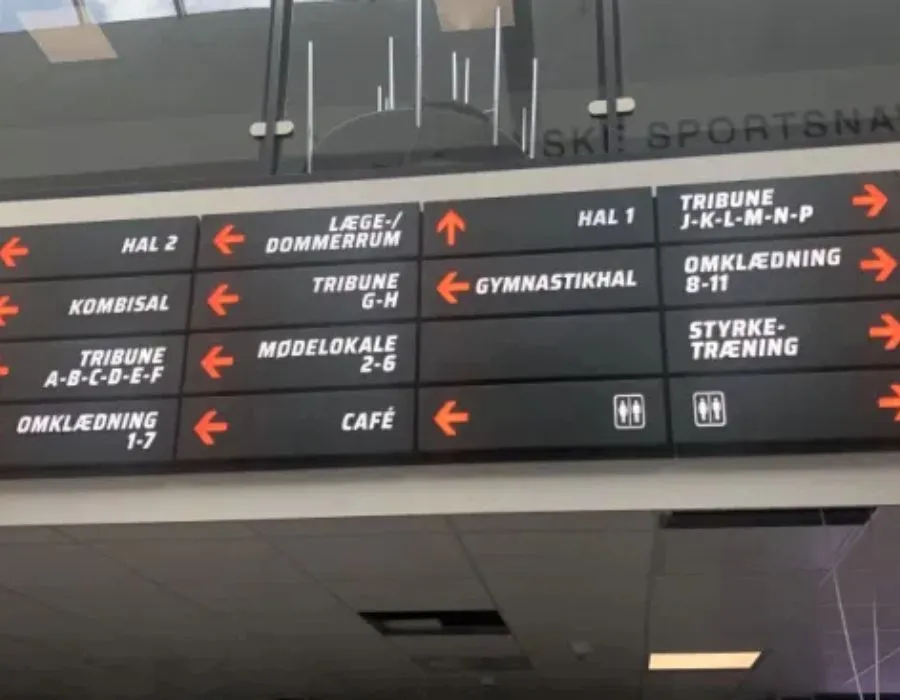 SPORTSNA
HAL 2
KOMBISAL
TRIBUNE
A-B-C-D-E-F
OMKLÆDNING
1-7
LÆGE-/
DOMMERRUM
TRIBUNE
G-H
MØDELOKALE
2-6
CAFÉ
HAL 1
GYMNASTIKHAL
TRIBUNE
J-K-L-M-N-P
OMKLÆDNING
8-11
STYRKE-
TRÆNING